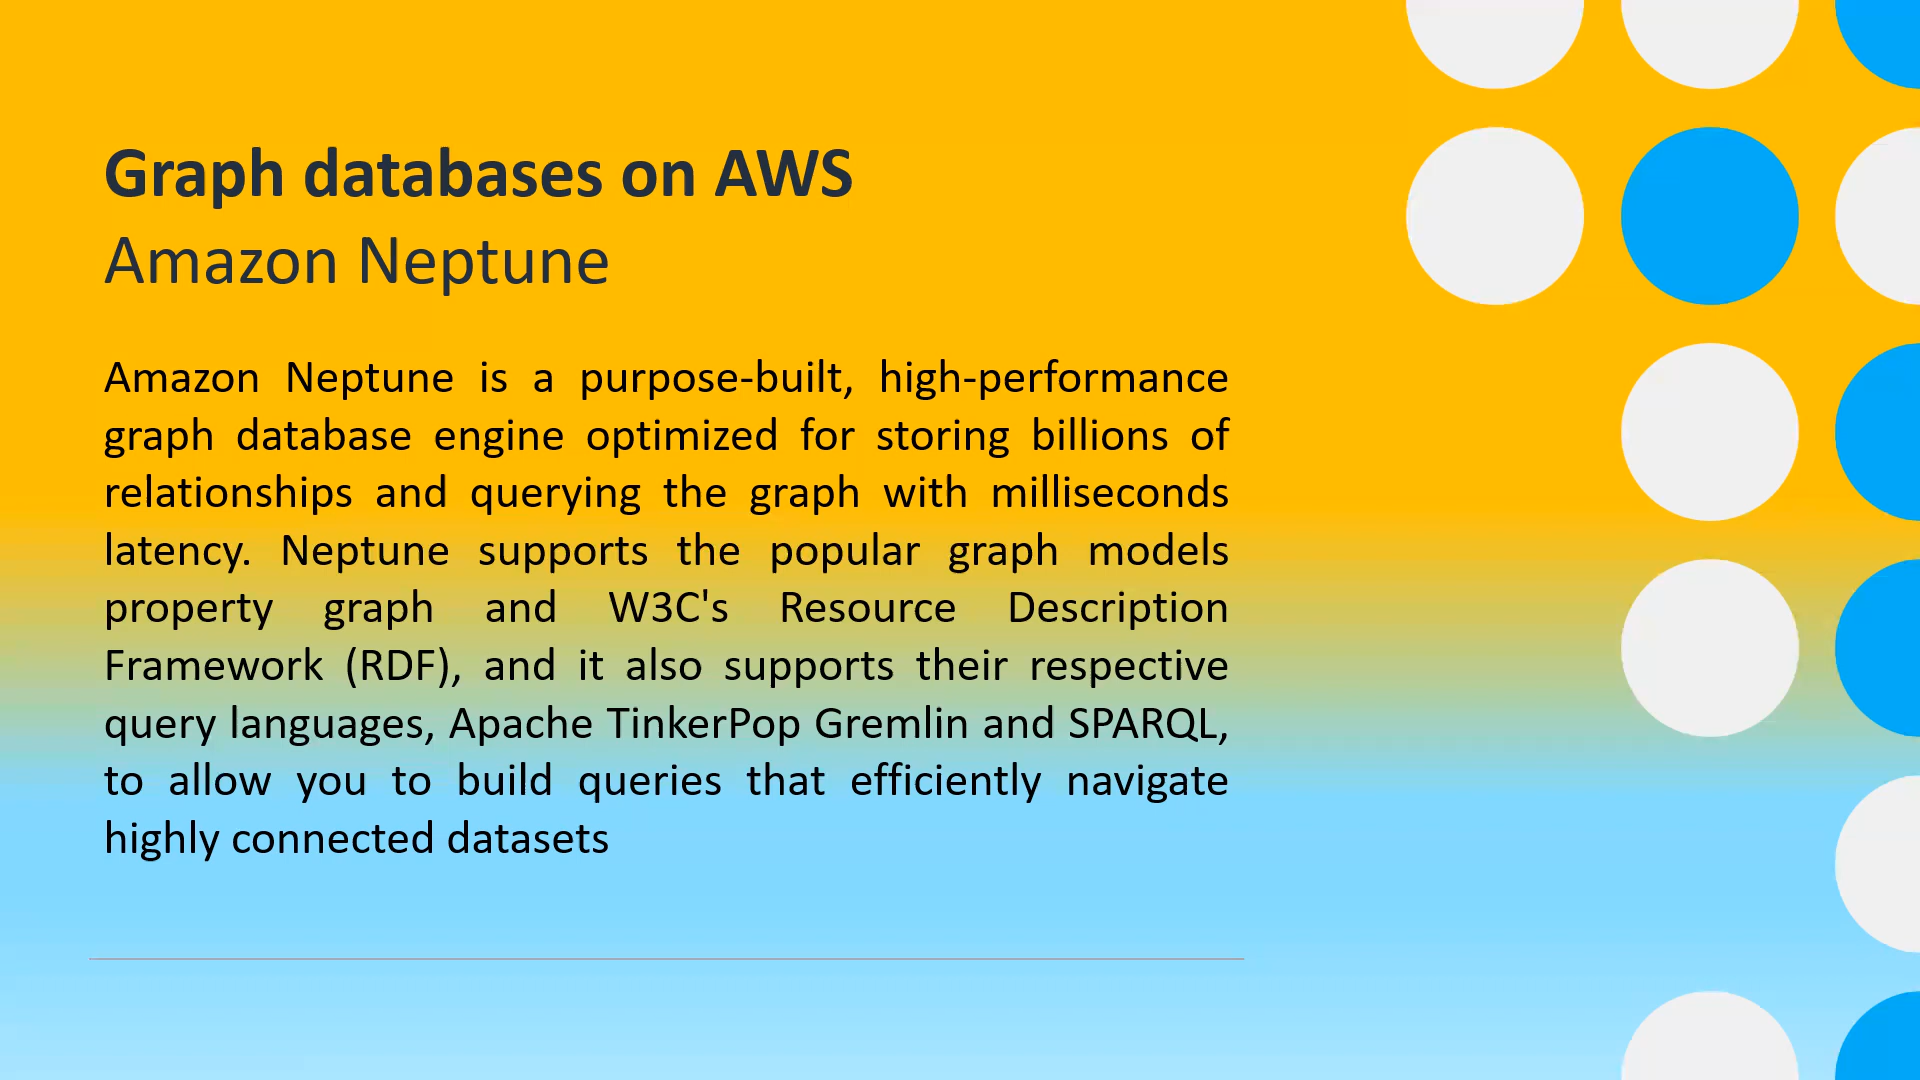 Graph databases on AWS
Amazon Neptune
Amazon Neptune is a purpose-built, high-performance
graph database engine optimized for storing billions of
relationships and querying the graph with milliseconds
latency. Neptune supports the popular graph models
property graph and W3C's Resource Description
Framework (RDF), and it also supports their respective
query languages, Apache TinkerPop Gremlin and SPARQL,
to allow you to build queries that efficiently navigate
highly connected datasets